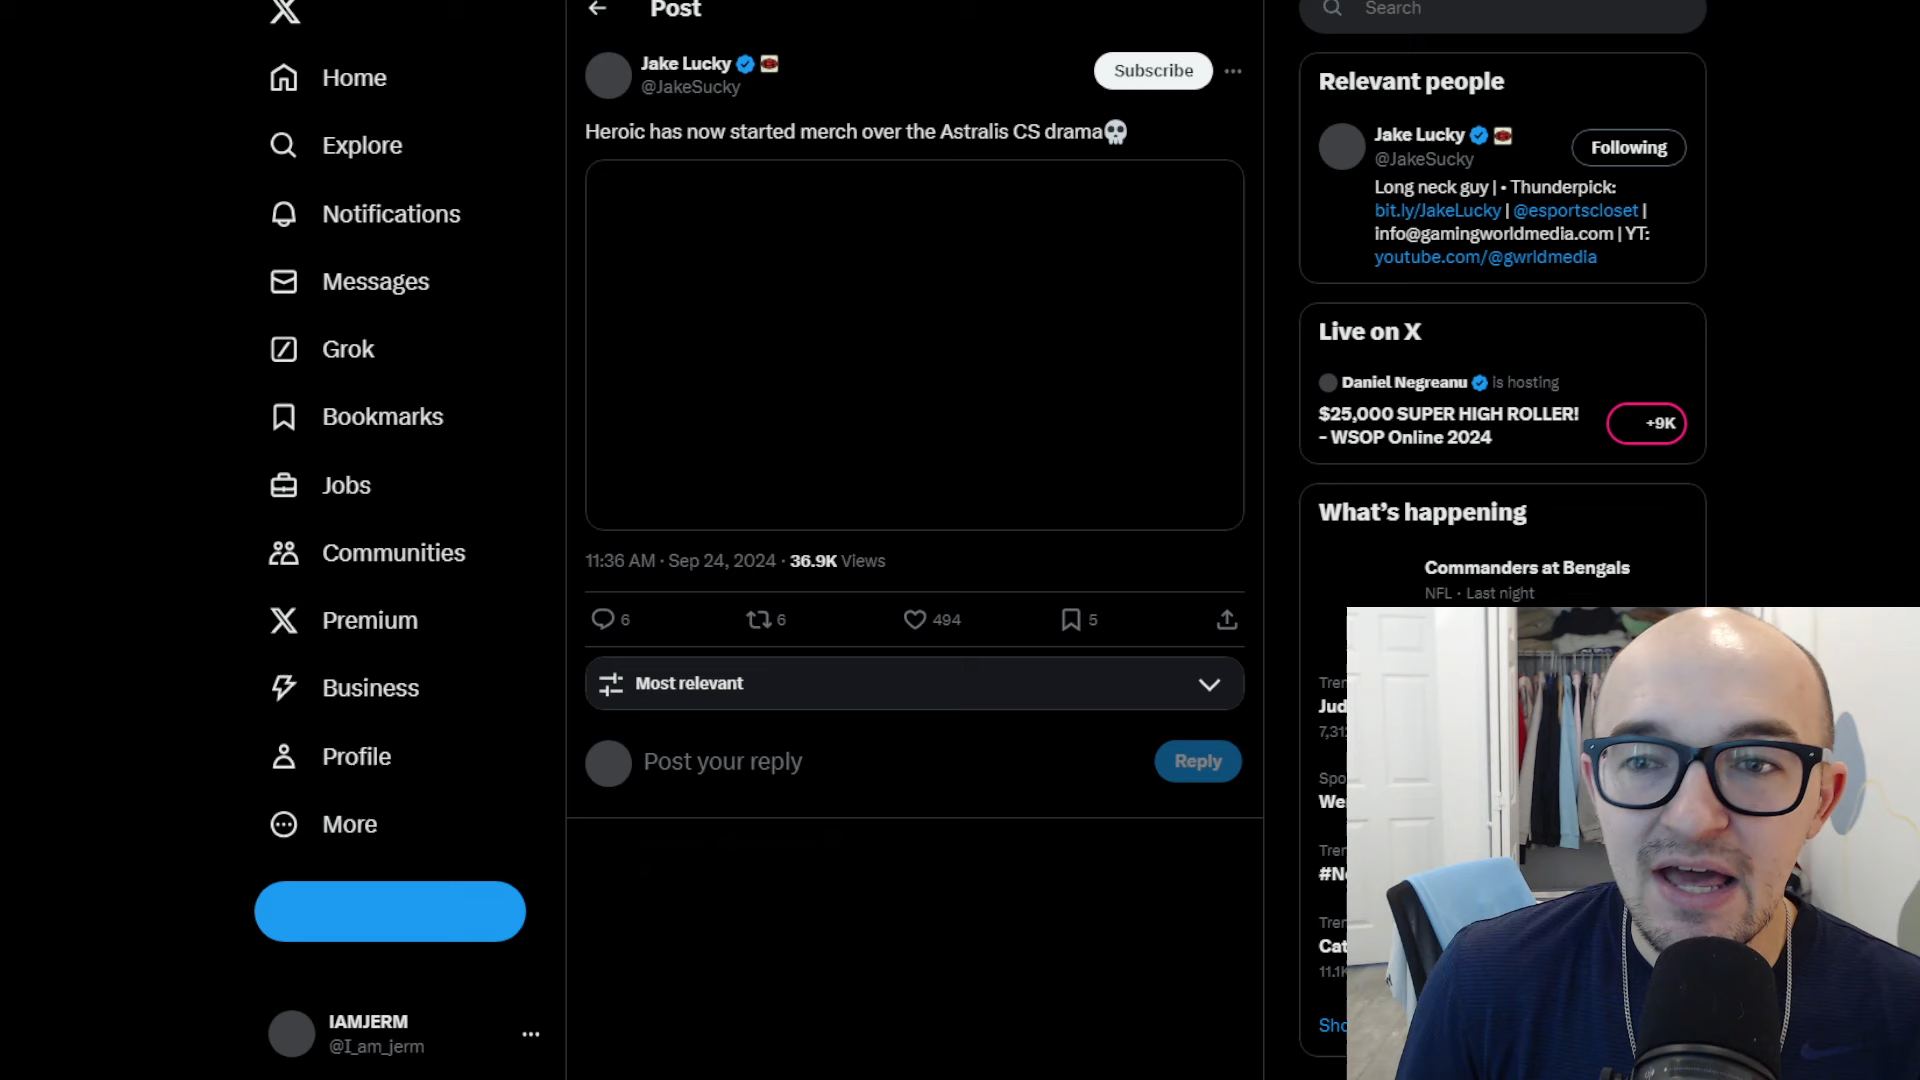 Home
Explore
Notifications
Messages
Grok
Bookmarks
Jobs
Communities
Premium
Business
Profile
More
IAMJERM
@I_am_jerm
Post
Jake Lucky
@JakeSucky
Subscribe
Heroic has now started merch over the Astralis CS drama💀
11:36 AM · Sep 24, 2024 · 36.9K Views
6 6 494 5
Most relevant
Post your reply
Reply
Search
Relevant people
Jake Lucky
@JakeSucky
Following
Long neck guy | • Thunderpick:
bit.ly/JakeLucky | @esportscloset |
info@gamingworldmedia.com | YT:
youtube.com/@gwrldmedia
Live on X
Daniel Negreanu is hosting
$25,000 SUPER HIGH ROLLER!
- WSOP Online 2024
+9K
What's happening
Commanders at Bengals
NFL · Last night